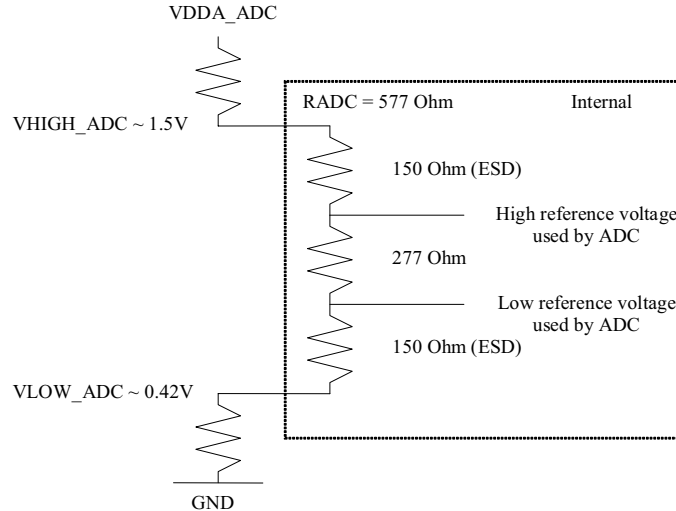 VDDA_ADC
RADC = 577 Ohm
Internal
VHIGH_ADC ~ 1.5V
150 Ohm (ESD)
High reference voltage
used by ADC
277 Ohm
Low reference voltage
used by ADC
150 Ohm (ESD)
VLOW_ADC ~ 0.42V
GND